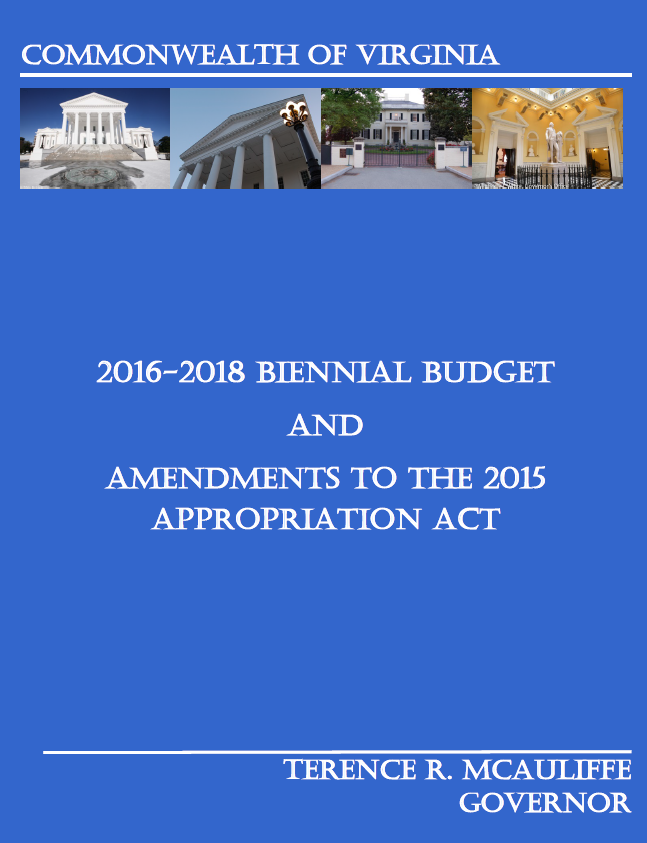 COMMONWEALTH OF VIRGINIA
2016-2018 BIENNIAL BUDGET
AND
AMENDMENTS TO THE 2015
APPROPRIATION ACT
TERENCE R. MCAULIFFE
GOVERNOR